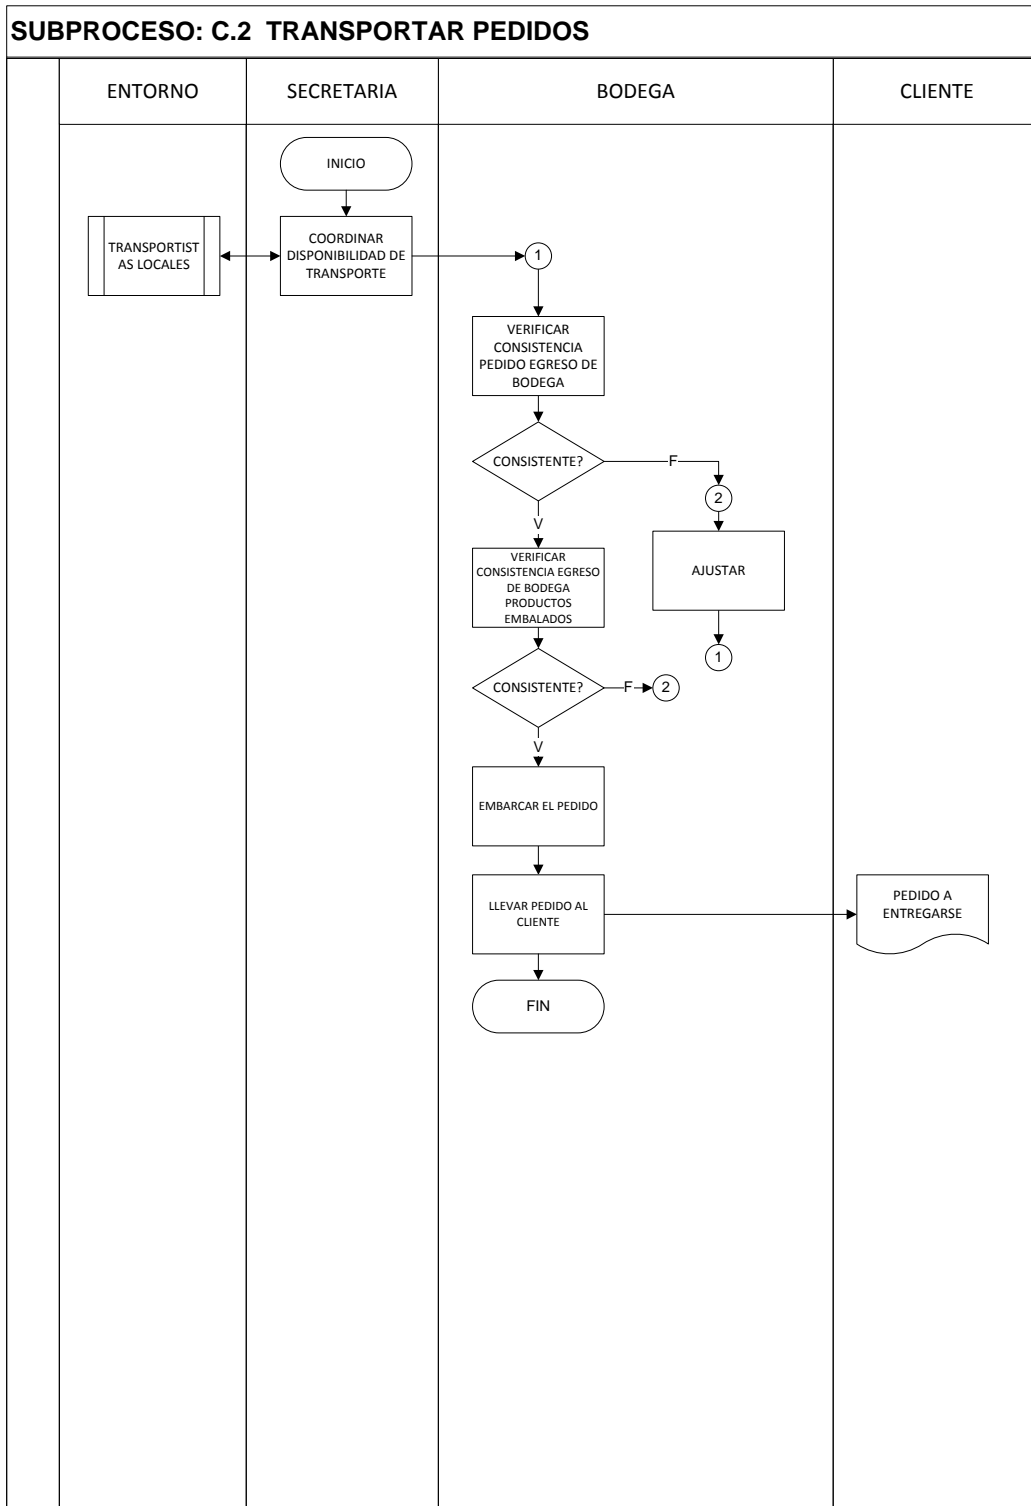 SUBPROCESO: C.2  TRANSPORTAR PEDIDOS
ENTORNO
SECRETARIA
BODEGA
CLIENTE
INICIO
TRANSPORTIST
AS LOCALES
COORDINAR
DISPONIBILIDAD DE
TRANSPORTE
1
VERIFICAR
CONSISTENCIA
PEDIDO EGRESO DE
BODEGA
CONSISTENTE?
F
2
V
VERIFICAR
CONSISTENCIA EGRESO
DE BODEGA
PRODUCTOS
EMBALADOS
AJUSTAR
1
CONSISTENTE?
F
2
V
EMBARCAR EL PEDIDO
LLEVAR PEDIDO AL
CLIENTE
PEDIDO A
ENTREGARSE
FIN